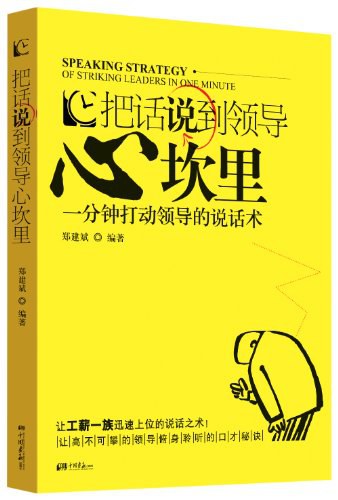 把话说到领导心坎里
郑建斌 ◎ 编著
SPEAKING STRATEGY
OF STRIKING LEADERS IN ONE MINUTE
把话说到领导
心坎里
一分钟打动领导的说话术
郑建斌 ◎ 编著
让工薪一族迅速上位的说话之术！
让高不可攀的领导俯身聆听的口才秘诀